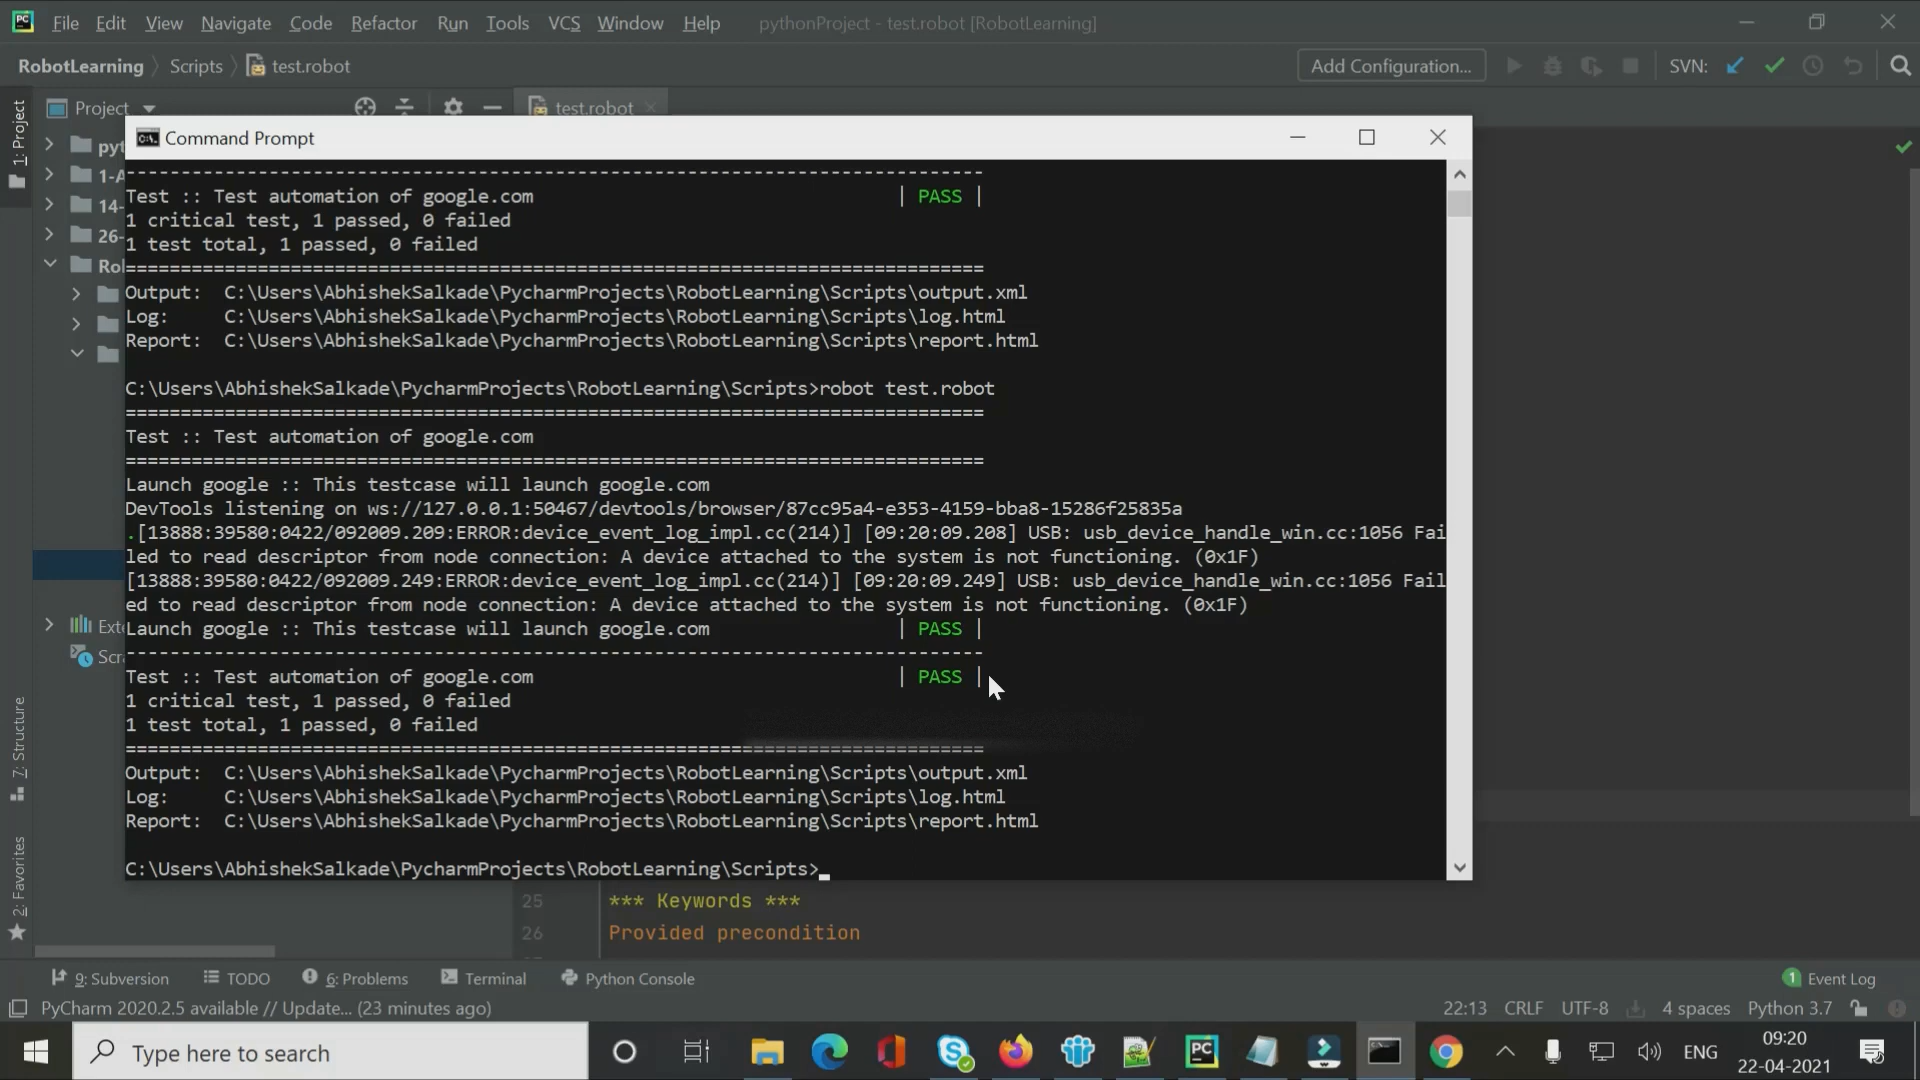 File Edit View Navigate Code Refactor Run Tools VCS Window Help pythonProject - test.robot [RobotLearning]
RobotLearning Scripts test.robot Add Configuration... SVN:
Project test.robot
1: Project
Command Prompt
--------------------------------------------------------------------------------
Test :: Test automation of google.com | PASS |
1 critical test, 1 passed, 0 failed
1 test total, 1 passed, 0 failed
==============================================================================
Output: C:\Users\AbhishekSalkade\PycharmProjects\RobotLearning\Scripts\output.xml
Log: C:\Users\AbhishekSalkade\PycharmProjects\RobotLearning\Scripts\log.html
Report: C:\Users\AbhishekSalkade\PycharmProjects\RobotLearning\Scripts\report.html
C:\Users\AbhishekSalkade\PycharmProjects\RobotLearning\Scripts>robot test.robot
==============================================================================
Test :: Test automation of google.com
==============================================================================
Launch google :: This testcase will launch google.com
DevTools listening on ws://127.0.0.1:50467/devtools/browser/87cc95a4-e353-4159-bba8-15286f25835a
.[13888:39580:0422/092009.209:ERROR:device_event_log_impl.cc(214)] [09:20:09.208] USB: usb_device_handle_win.cc:1056 Fai
led to read descriptor from node connection: A device attached to the system is not functioning. (0x1F)
[13888:39580:0422/092009.249:ERROR:device_event_log_impl.cc(214)] [09:20:09.249] USB: usb_device_handle_win.cc:1056 Fail
ed to read descriptor from node connection: A device attached to the system is not functioning. (0x1F)
Launch google :: This testcase will launch google.com | PASS |
------------------------------------------------------------------------------
Test :: Test automation of google.com | PASS |
1 critical test, 1 passed, 0 failed
1 test total, 1 passed, 0 failed
==============================================================================
Output: C:\Users\AbhishekSalkade\PycharmProjects\RobotLearning\Scripts\output.xml
Log: C:\Users\AbhishekSalkade\PycharmProjects\RobotLearning\Scripts\log.html
Report: C:\Users\AbhishekSalkade\PycharmProjects\RobotLearning\Scripts\report.html
C:\Users\AbhishekSalkade\PycharmProjects\RobotLearning\Scripts>_
7: Structure
2: Favorites
25 *** Keywords ***
26 Provided precondition
9: Subversion TODO 6: Problems Terminal Python Console 1 Event Log
PyCharm 2020.2.5 available // Update... (23 minutes ago) 22:13 CRLF UTF-8 4 spaces Python 3.7
Type here to search ENG 09:20
22-04-2021